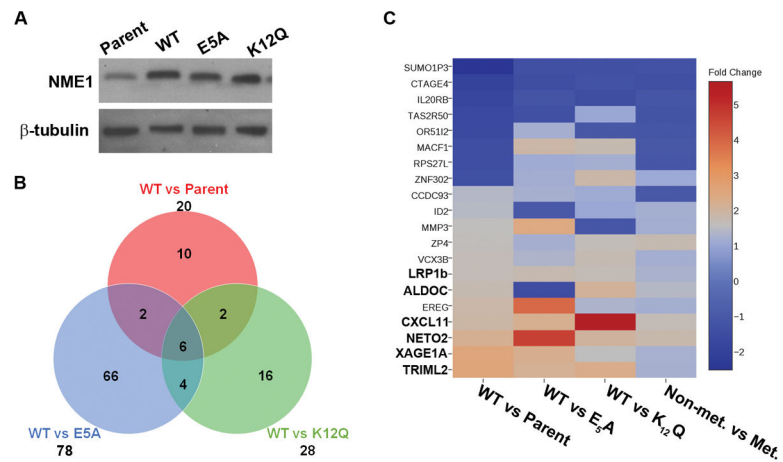 A
Parent WT E5A K12Q
NME1
β-tubulin
B
WT vs Parent
20
10
2
2
6
66
4
16
WT vs E5A
78
WT vs K12Q
28
C
SUMO1P3
CTAGE4
IL20RB
TAS2R50
OR51I2
MACF1
RPS27L
ZNF302
CCDC93
ID2
MMP3
ZP4
VCX3B
LRP1b
ALDOC
EREG
CXCL11
NETO2
XAGE1A
TRIML2
WT vs Parent
WT vs E₅A
WT vs K₁₂Q
Non-met. vs Met.
Fold Change
5
4
3
2
1
0
-1
-2